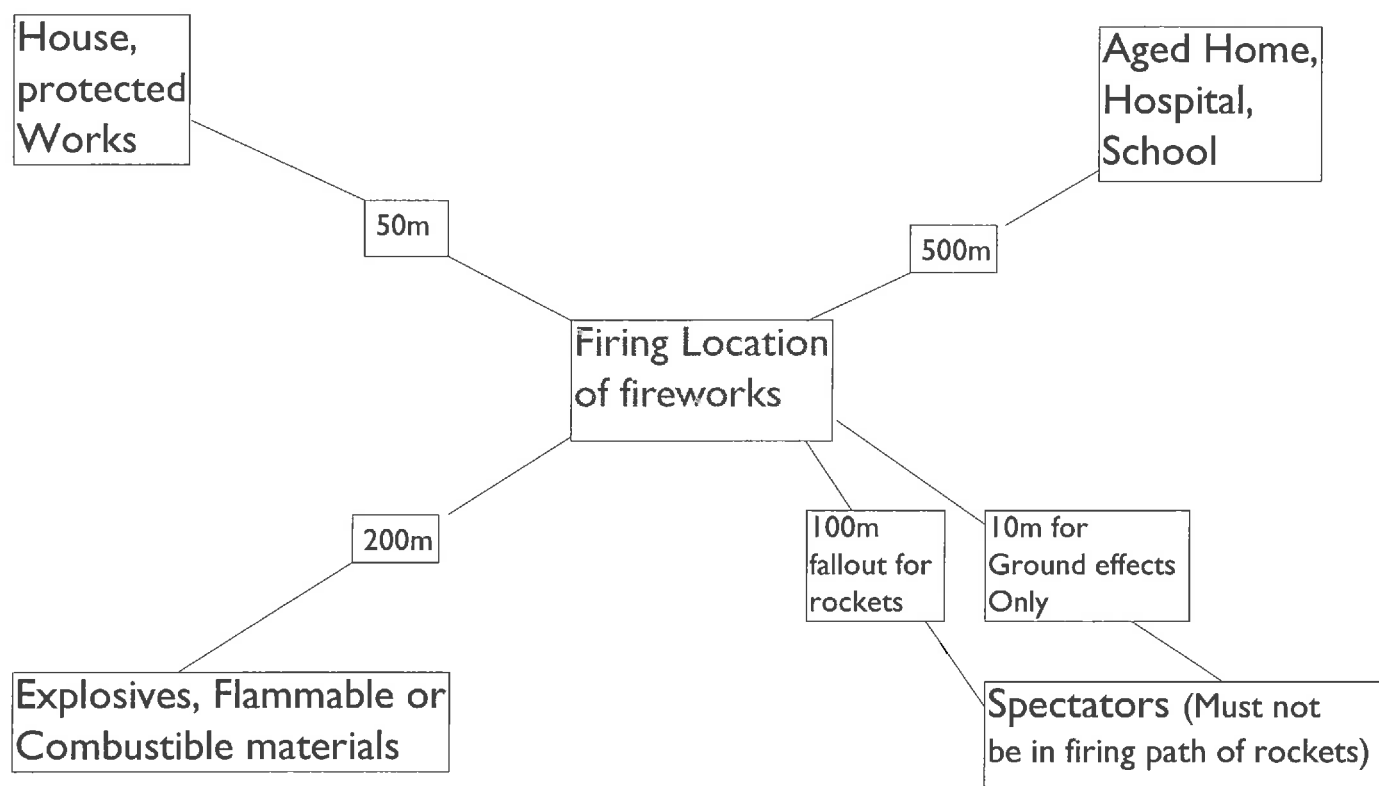 House,
protected
Works
Aged Home,
Hospital,
School
50m
500m
Firing Location
of fireworks
200m
100m
fallout for
rockets
10m for
Ground effects
Only
Explosives, Flammable or
Combustible materials
Spectators (Must not
be in firing path of rockets)